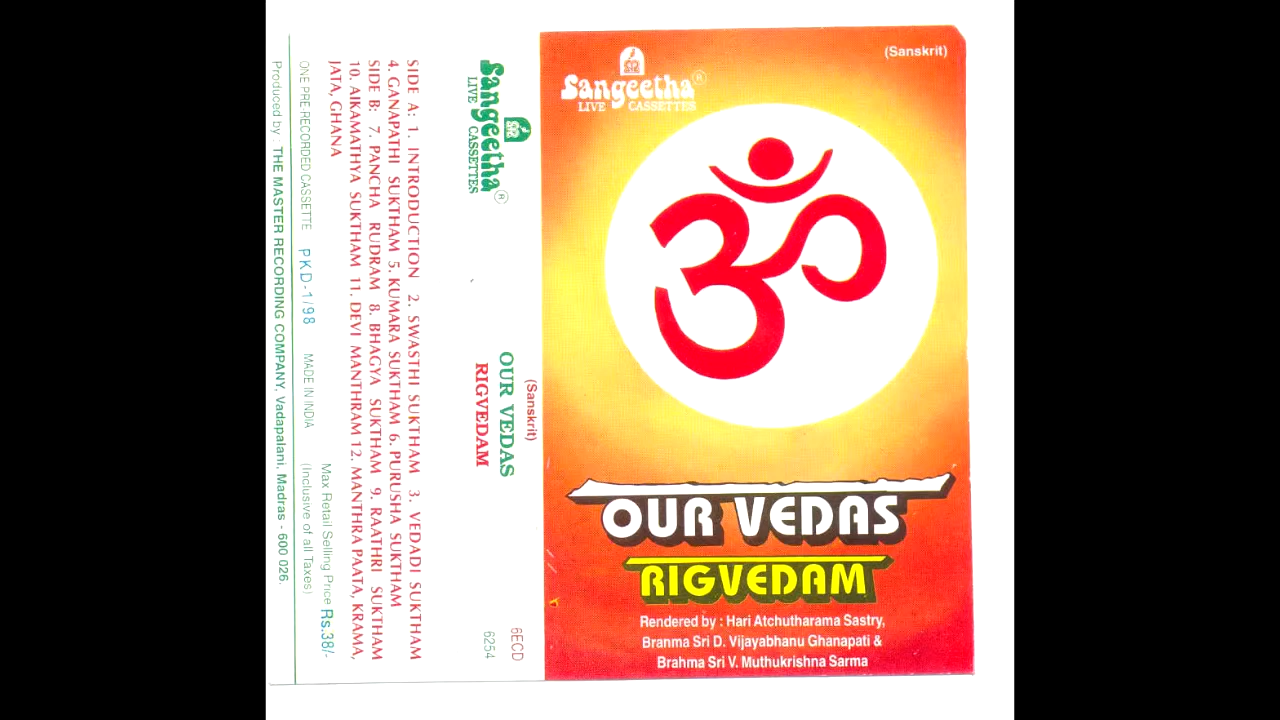 (Sanskrit)
Sangeetha®
LIVE CASSETTES
OUR VEDAS
RIGVEDAM
Rendered by : Hari Atchutharama Sastry,
Branma Sri D. Vijayabhanu Ghanapati &
Brahma Sri V. Muthukrishna Sarma
(Sanskrit)
OUR VEDAS
RIGVEDAM
Sangeetha®
LIVE CASSETTES
6ECD
6254
SIDE A: 1. INTRODUCTION 2. SWASTHI SUKTHAM 3. VEDADI SUKTHAM
4. GANAPATHI SUKTHAM 5. KUMARA SUKTHAM 6. PURUSHA SUKTHAM
SIDE B: 7. PANCHA RUDRAM 8. BHAGYA SUKTHAM 9. RAATHRI SUKTHAM
10. AIKAMATHYA SUKTHAM 11. DEVI MANTHRAM 12. MANTHRA PAATA, KRAMA,
JATA, GHANA
Max Retail Selling Price Rs.38/-
ONE PRE-RECORDED CASSETTE PKD-1/98 MADE IN INDIA (Inclusive of all Taxes)
Produced by : THE MASTER RECORDING COMPANY, Vadapalani, Madras - 600 026.
ॐ